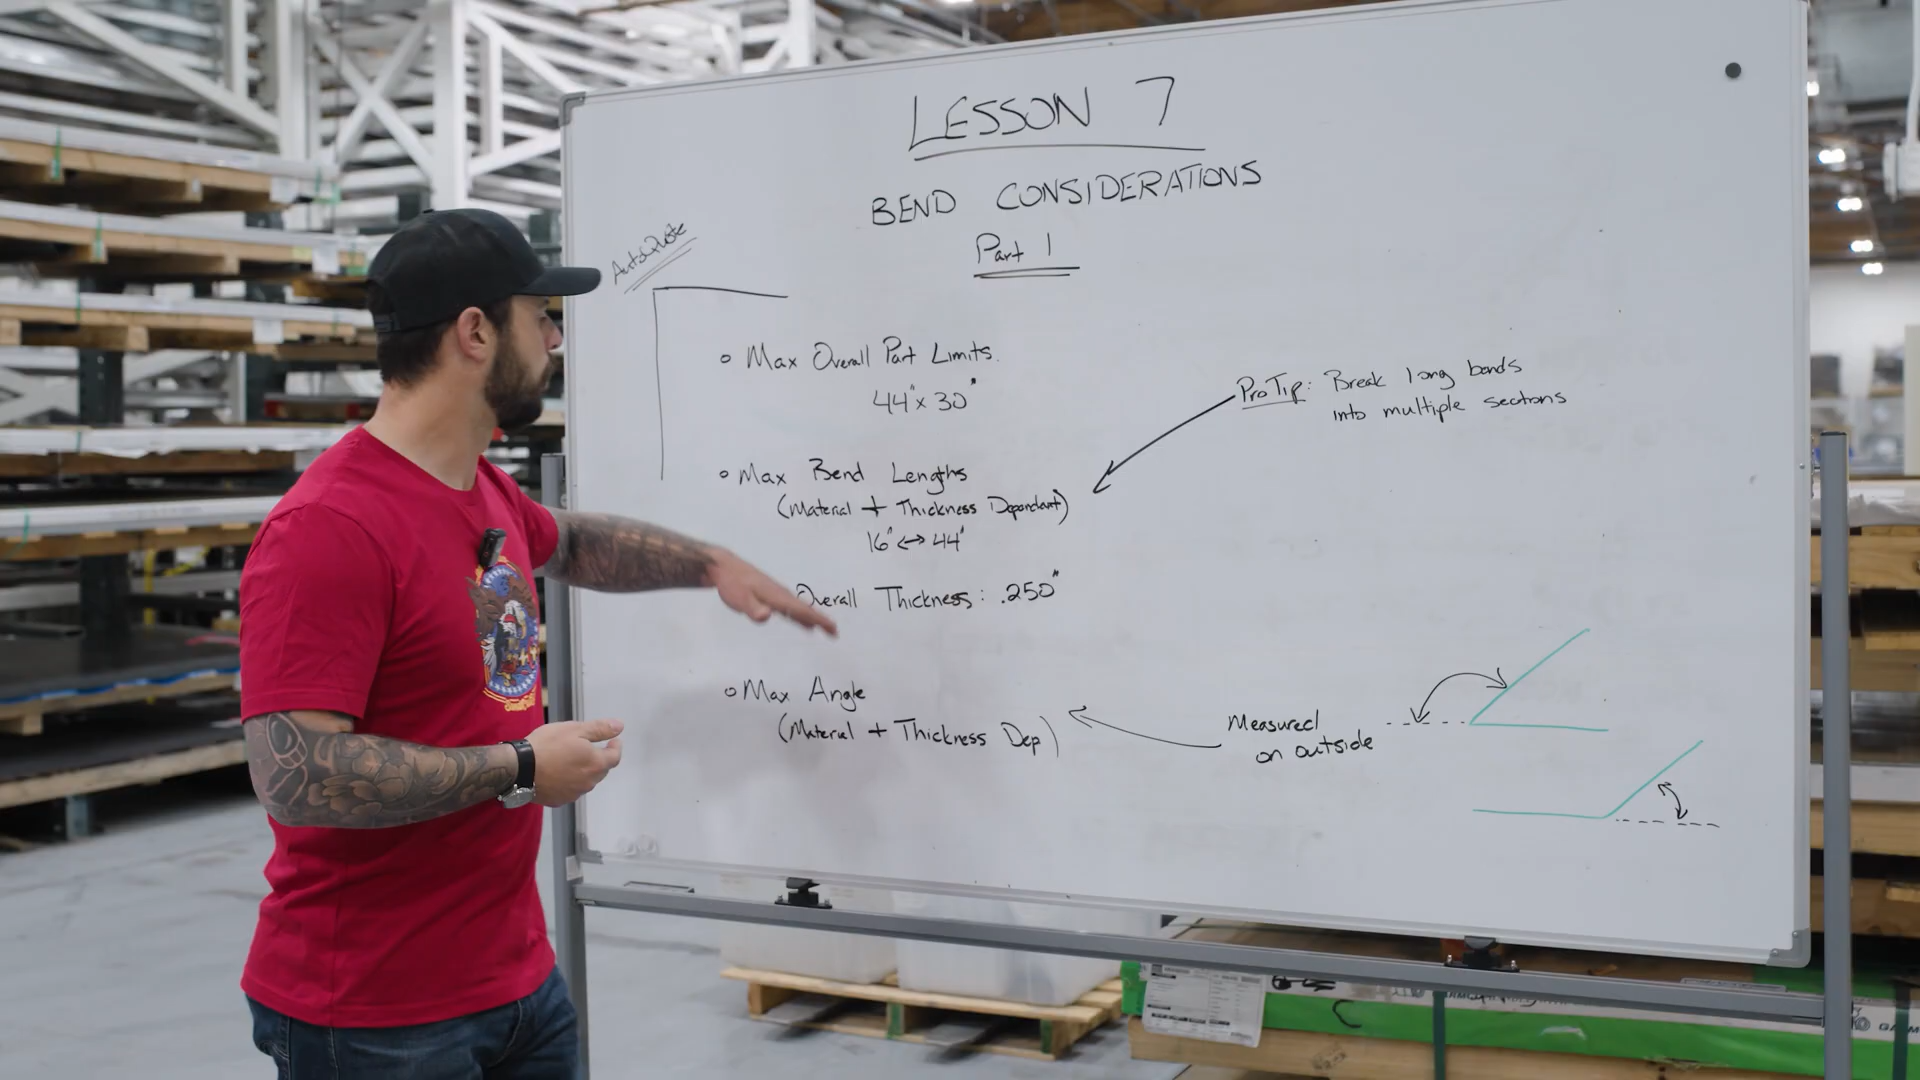 LESSON 7
BEND CONSIDERATIONS
Part 1
AutoQuote
o Max Overall Part Limits.
44" x 30"
o Max Bend Lengths
(Material + Thickness Dependant)
16" <-> 44"
Overall Thickness: .250"
o Max Angle
(Material + Thickness Dep)
Pro Tip: Break long bends
into multiple sections
Measured
on outside